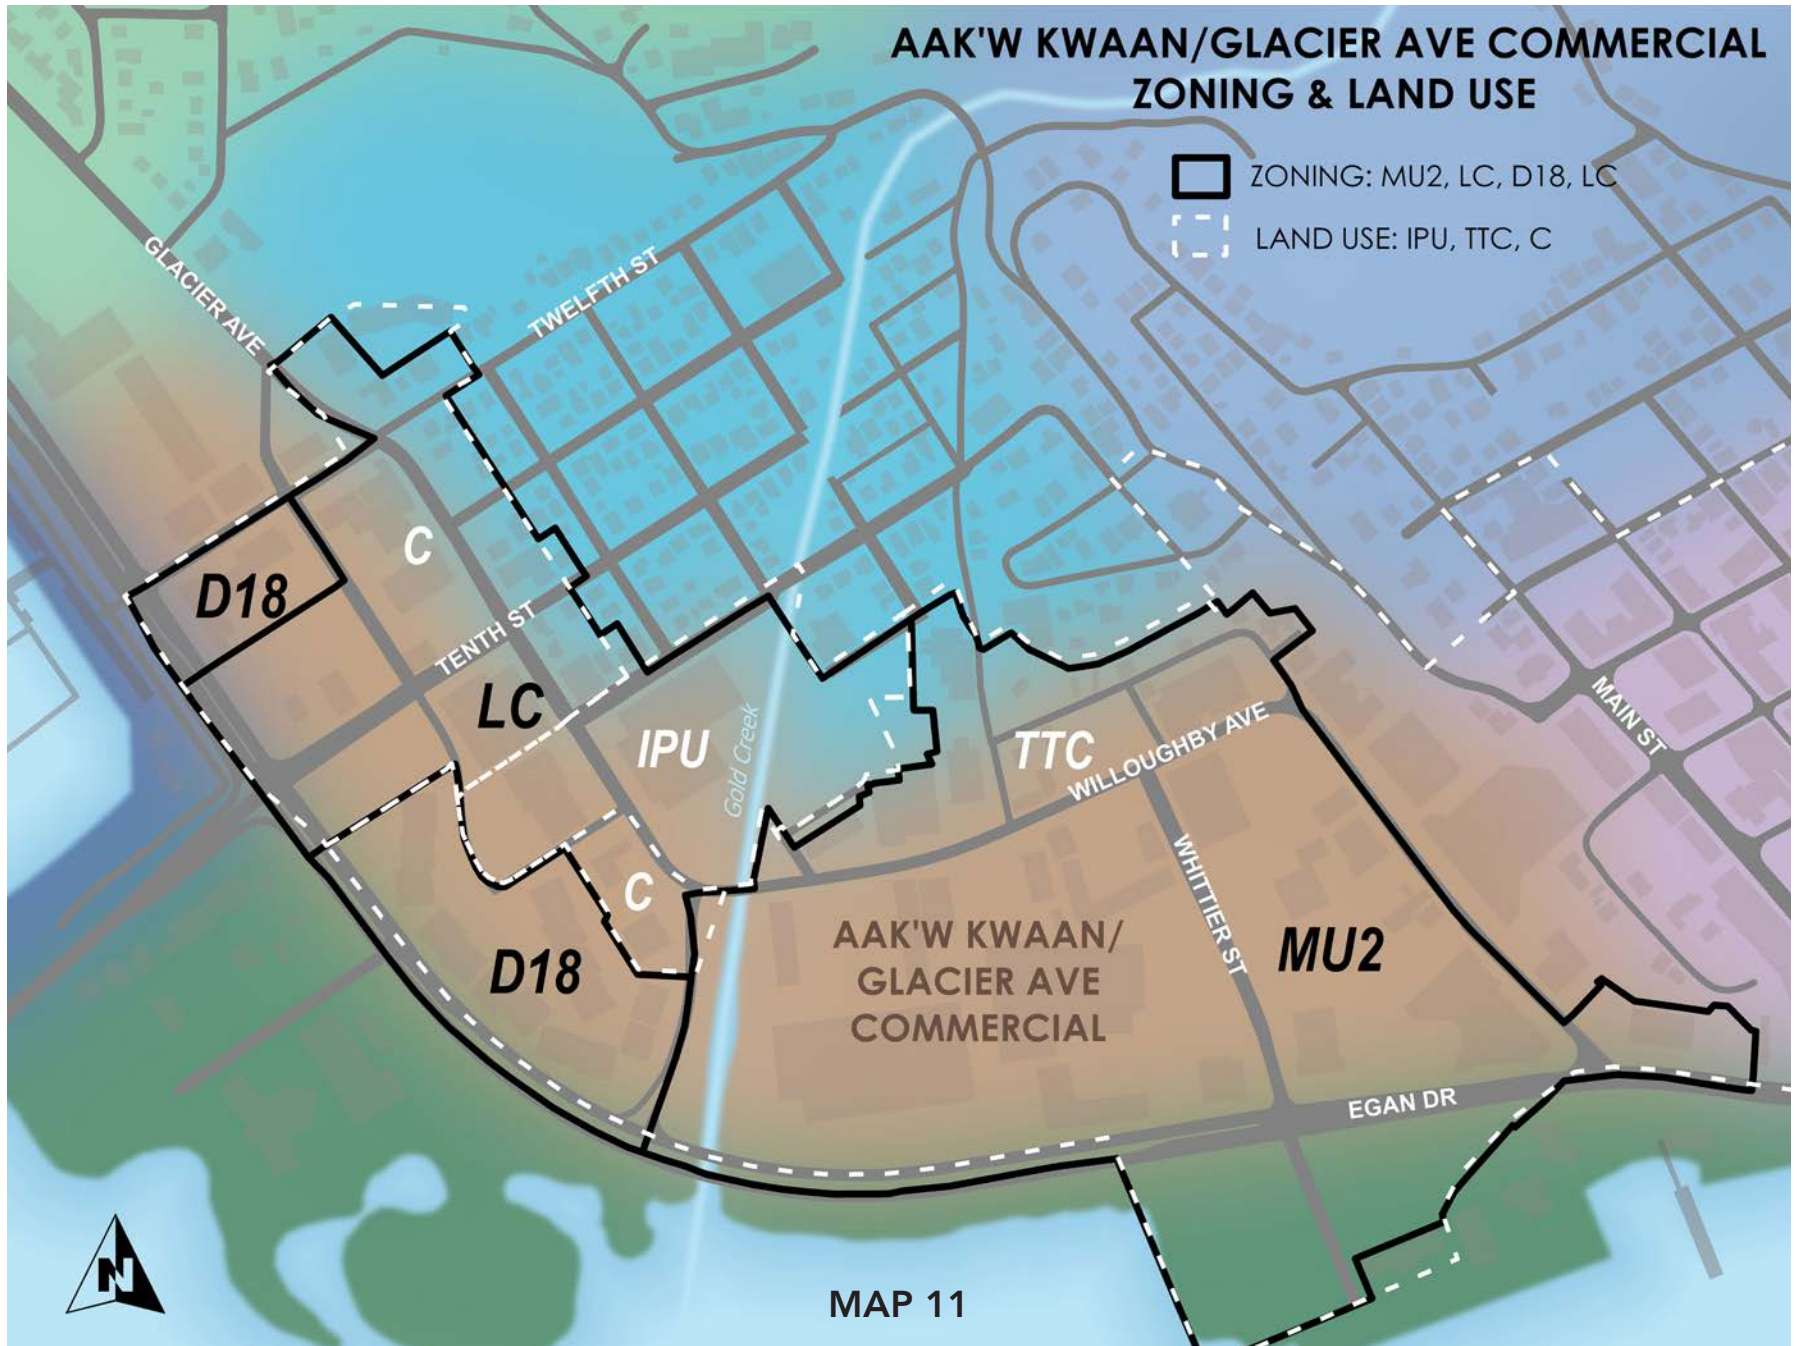 AAK'W KWAAN/GLACIER AVE COMMERCIAL
ZONING & LAND USE
ZONING: MU2, LC, D18, LC
LAND USE: IPU, TTC, C
GLACIER AVE
TWELFTH ST
C
D18
TENTH ST
LC
IPU
Gold Creek
TTC
WILLOUGHBY AVE
MAIN ST
WHITTIER ST
C
D18
AAK'W KWAAN/
GLACIER AVE
COMMERCIAL
MU2
EGAN DR
N
MAP 11